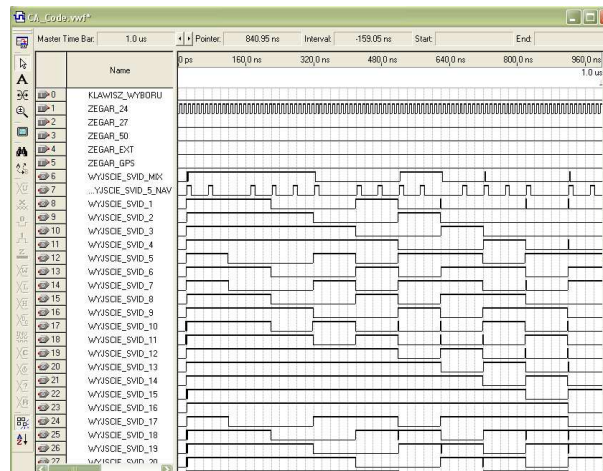 CA_Code.vwf*
Master Time Bar: 1.0 us Pointer: 840.95 ns Interval: -159.05 ns Start: End:
Name
0 ps 160.0 ns 320.0 ns 480.0 ns 640.0 ns 800.0 ns 960.0 ns
1.0 us
0 KLAWISZ_WYBORU
1 ZEGAR_24
2 ZEGAR_27
3 ZEGAR_50
4 ZEGAR_EXT
5 ZEGAR_GPS
6 WYJSCIE_SVID_MIX
7 ...YJSCIE_SVID_5_NAV
8 WYJSCIE_SVID_1
9 WYJSCIE_SVID_2
10 WYJSCIE_SVID_3
11 WYJSCIE_SVID_4
12 WYJSCIE_SVID_5
13 WYJSCIE_SVID_6
14 WYJSCIE_SVID_7
15 WYJSCIE_SVID_8
16 WYJSCIE_SVID_9
17 WYJSCIE_SVID_10
18 WYJSCIE_SVID_11
19 WYJSCIE_SVID_12
20 WYJSCIE_SVID_13
21 WYJSCIE_SVID_14
22 WYJSCIE_SVID_15
23 WYJSCIE_SVID_16
24 WYJSCIE_SVID_17
25 WYJSCIE_SVID_18
26 WYJSCIE_SVID_19
27 WYJSCIE_SVID_20